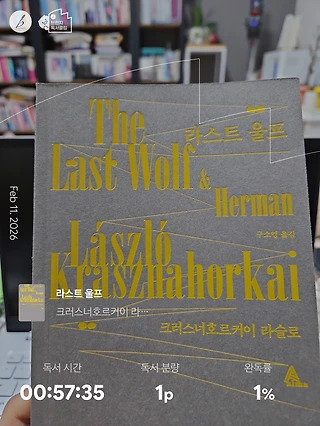 The
라스트 울프
Last Wolf
& Herman
구소영 옮김
László
Krasznahorkai
크러스너호르커이 라슬로
Feb 11. 2026
라스트 울프
크러스너호르커이 라…
독서 시간
독서 분량
완독률
00:57:35
1p
1%